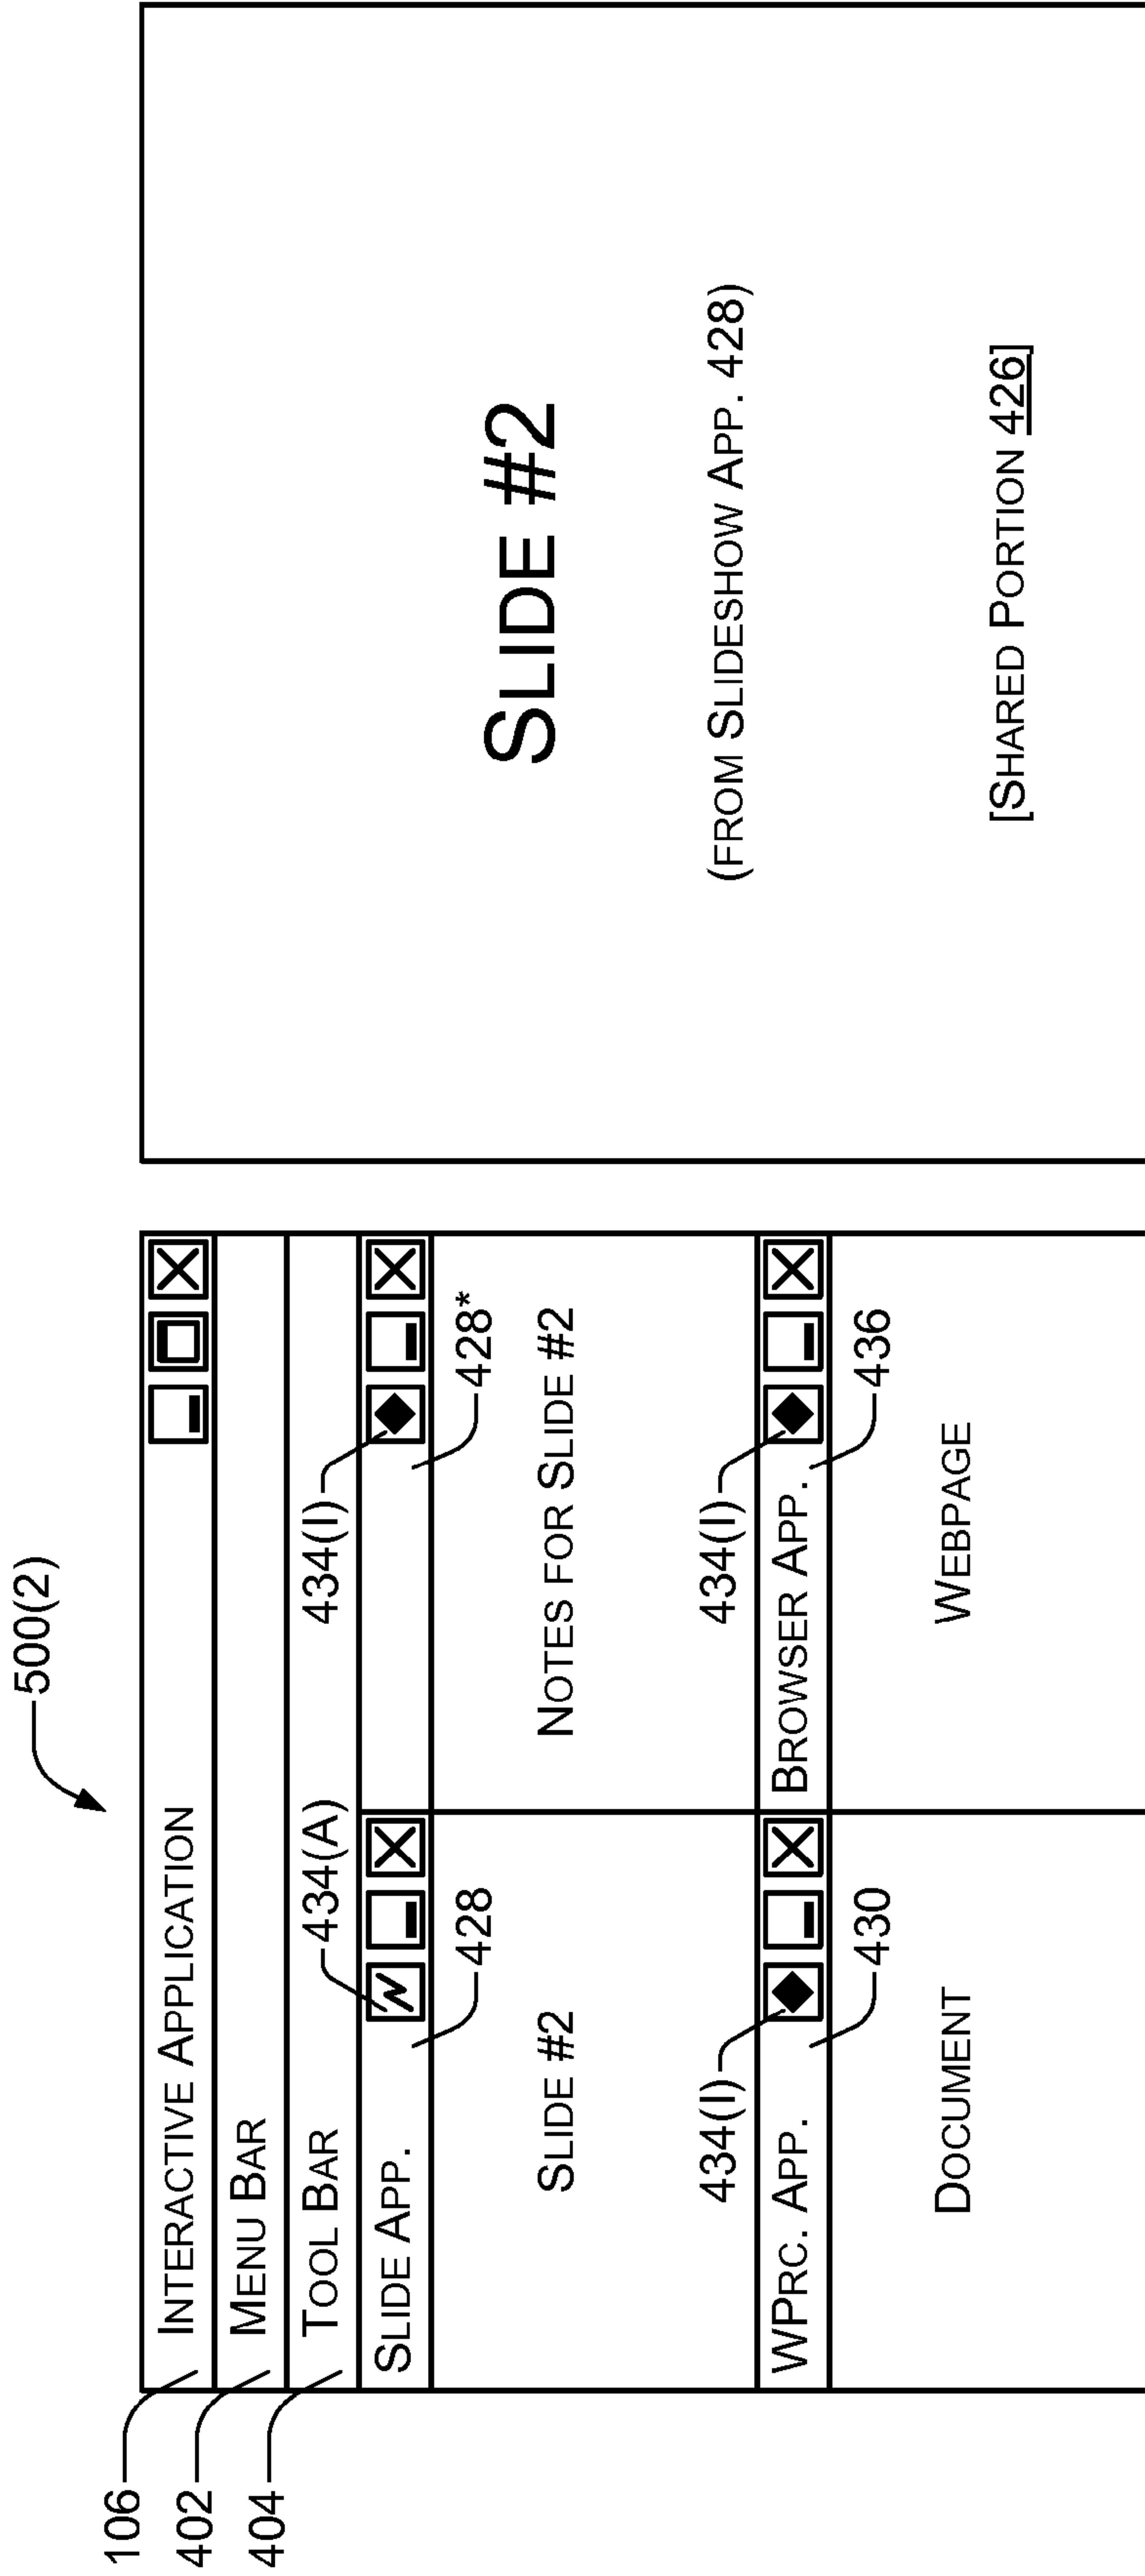 500(2)
106
INTERACTIVE APPLICATION
402
MENU BAR
404
TOOL BAR
434(A)
434(I)
SLIDE APP.
428
428*
SLIDE #2
NOTES FOR SLIDE #2
434(I)
434(I)
WPRC. APP.
BROWSER APP.
430
436
DOCUMENT
WEBPAGE
SLIDE #2
(FROM SLIDESHOW APP. 428)
[SHARED PORTION 426]